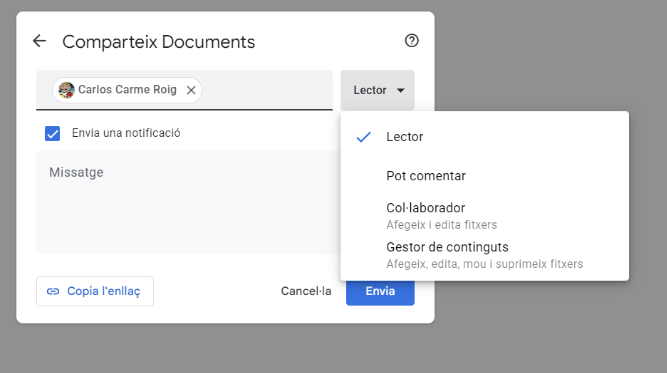 Comparteix Documents
Carlos Carme Roig
Lector
Envia una notificació
Missatge
Lector
Pot comentar
Col·laborador
Afegeix i edita fitxers
Gestor de continguts
Afegeix, edita, mou i suprimeix fitxers
Copia l'enllaç
Cancel·la
Envia